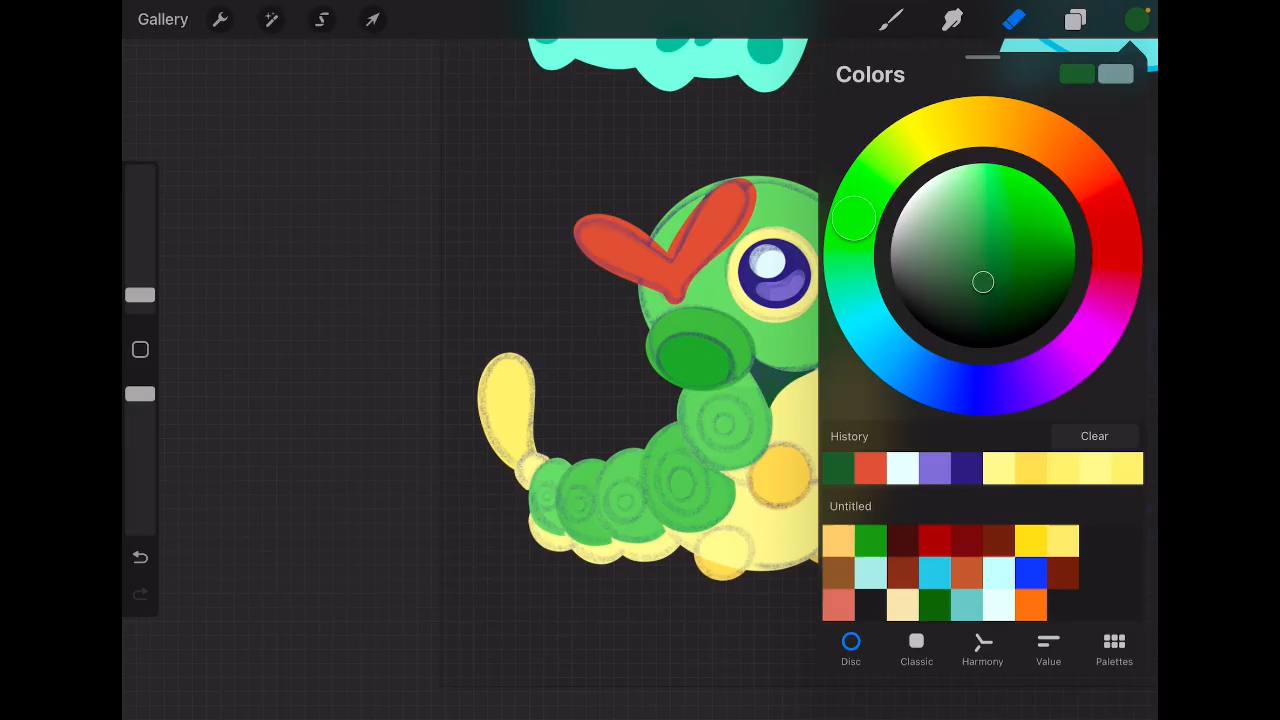 Gallery
Colors
History
Clear
Untitled
Disc
Classic
Harmony
Value
Palettes